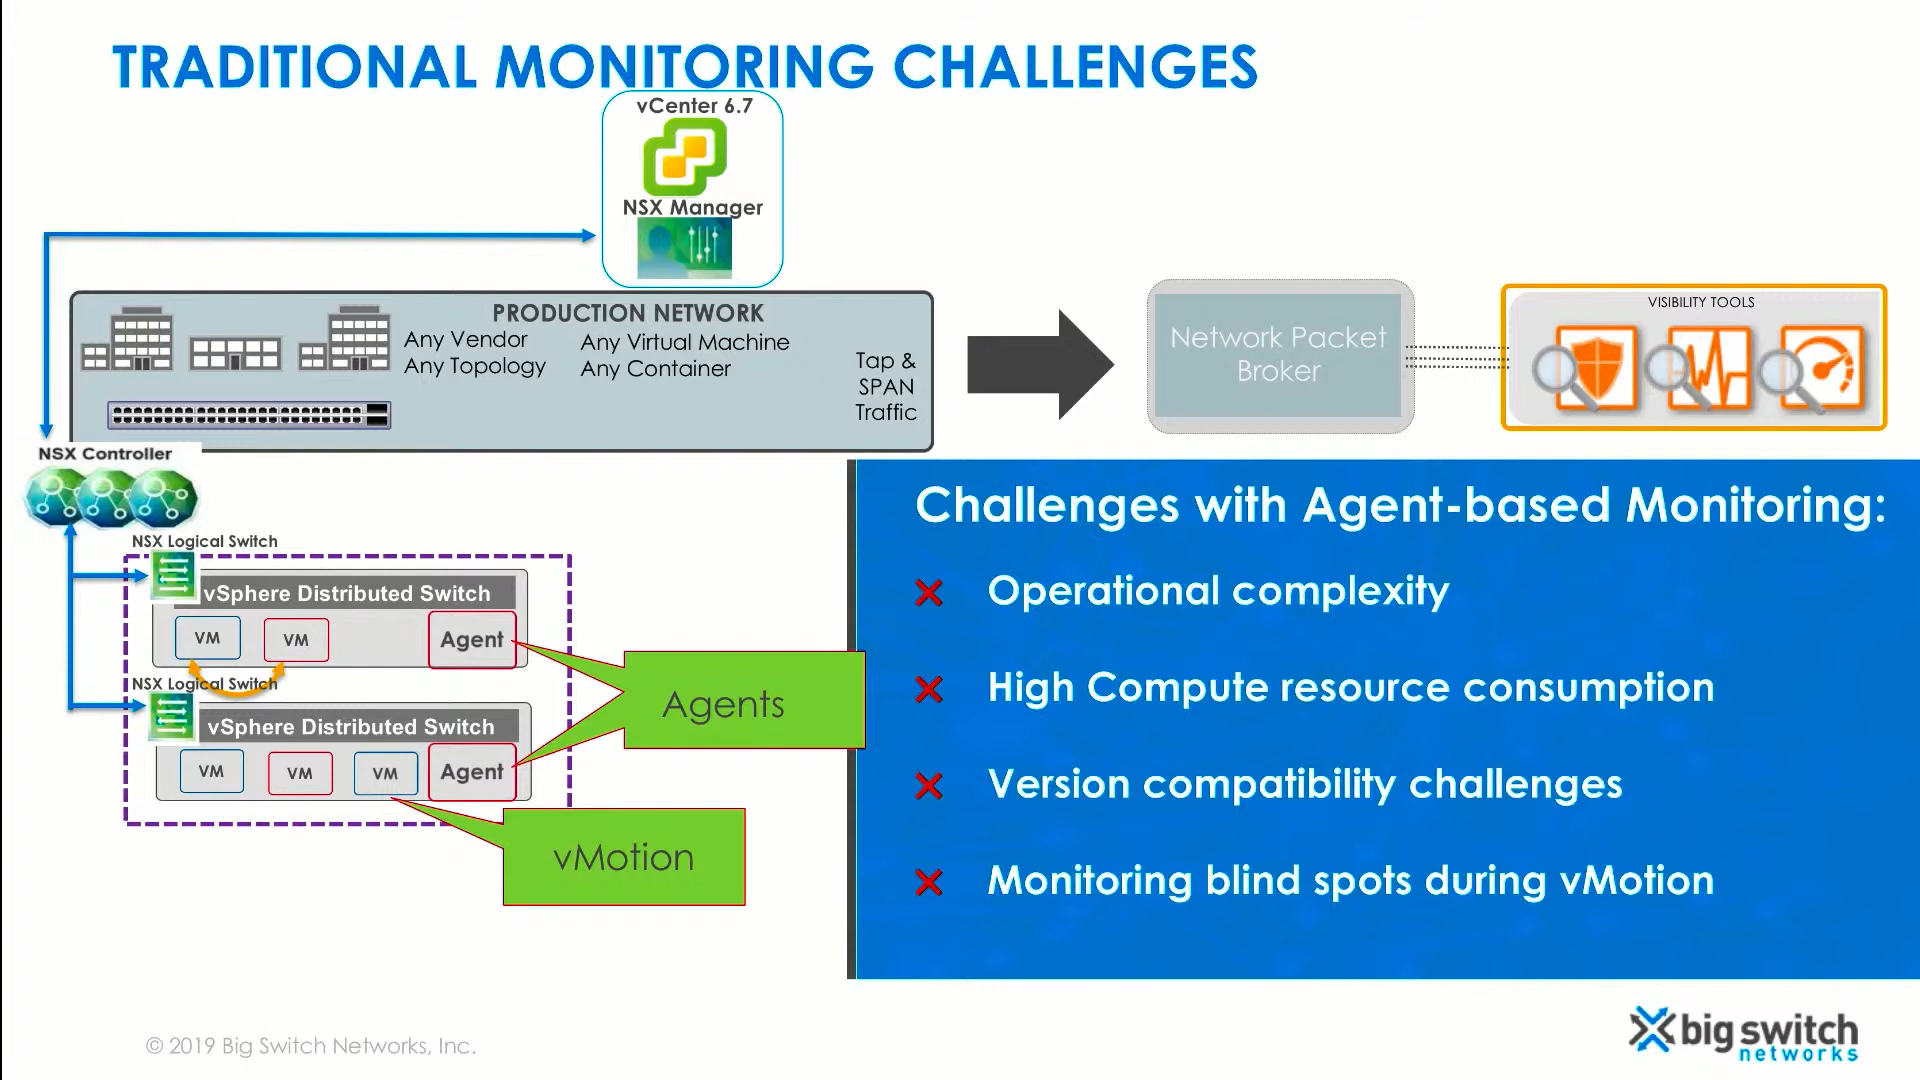 TRADITIONAL MONITORING CHALLENGES
vCenter 6.7
NSX Manager
PRODUCTION NETWORK
Any Vendor
Any Topology
Any Virtual Machine
Any Container
Tap &
SPAN
Traffic
Network Packet
Broker
VISIBILITY TOOLS
NSX Controller
NSX Logical Switch
vSphere Distributed Switch
VM
VM
Agent
NSX Logical Switch
vSphere Distributed Switch
VM
VM
VM
Agent
Agents
vMotion
Challenges with Agent-based Monitoring:
Operational complexity
High Compute resource consumption
Version compatibility challenges
Monitoring blind spots during vMotion
© 2019 Big Switch Networks, Inc.
big switch
networks